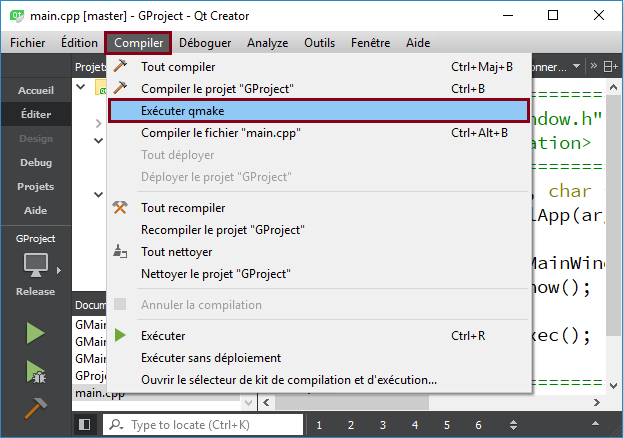 main.cpp [master] - GProject - Qt Creator
Fichier Édition Compiler Déboguer Analyze Outils Fenêtre Aide
Accueil
Éditer
Design
Debug
Projets
Aide
GProject
Release
Projets
Tout compiler Ctrl+Maj+B
Compiler le projet "GProject" Ctrl+B
Exécuter qmake
Compiler le fichier "main.cpp" Ctrl+Alt+B
Tout déployer
Déployer le projet "GProject"
Tout recompiler
Recompiler le projet "GProject"
Tout nettoyer
Nettoyer le projet "GProject"
Annuler la compilation
Exécuter Ctrl+R
Exécuter sans déploiement
Ouvrir le sélecteur de kit de compilation et d'exécution...
onner...
==========
ndow.h"
ation>
==========
, char
lApp(ar
MainWin
how();
xec();
==========
Docum
GMain
GMain
GMain
GProje
main.cpp
Type to locate (Ctrl+K) 1 2 3 4 5 6